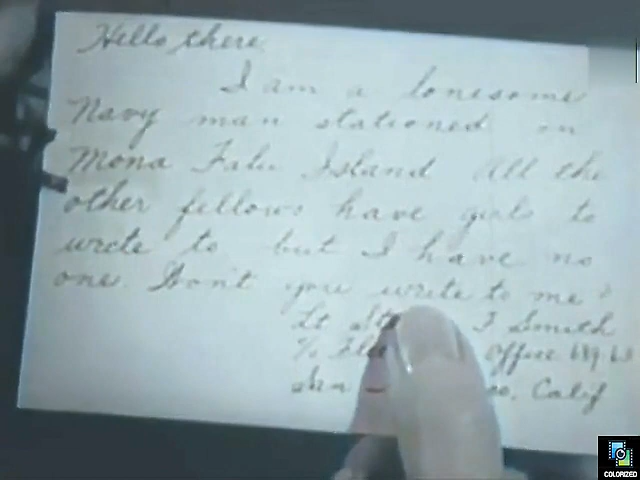 Hello there
I am a lonesome
Navy man stationed on
Mona Falu Island All the
other fellows have girls to
write to but I have no
one. Don't you write to me?
Lt F Smith
Office
Calif
COLORIZED